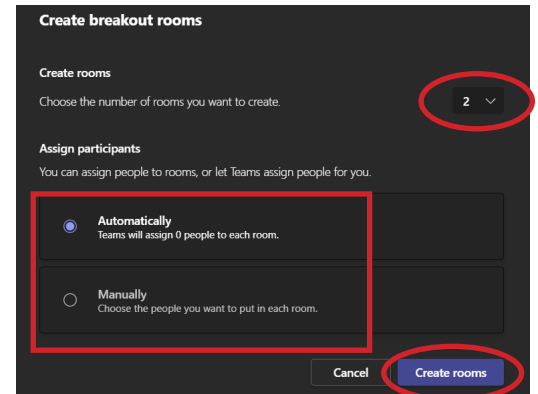 Create breakout rooms
Create rooms
Choose the number of rooms you want to create.
2
Assign participants
You can assign people to rooms, or let Teams assign people for you.
Automatically
Teams will assign 0 people to each room.
Manually
Choose the people you want to put in each room.
Cancel
Create rooms